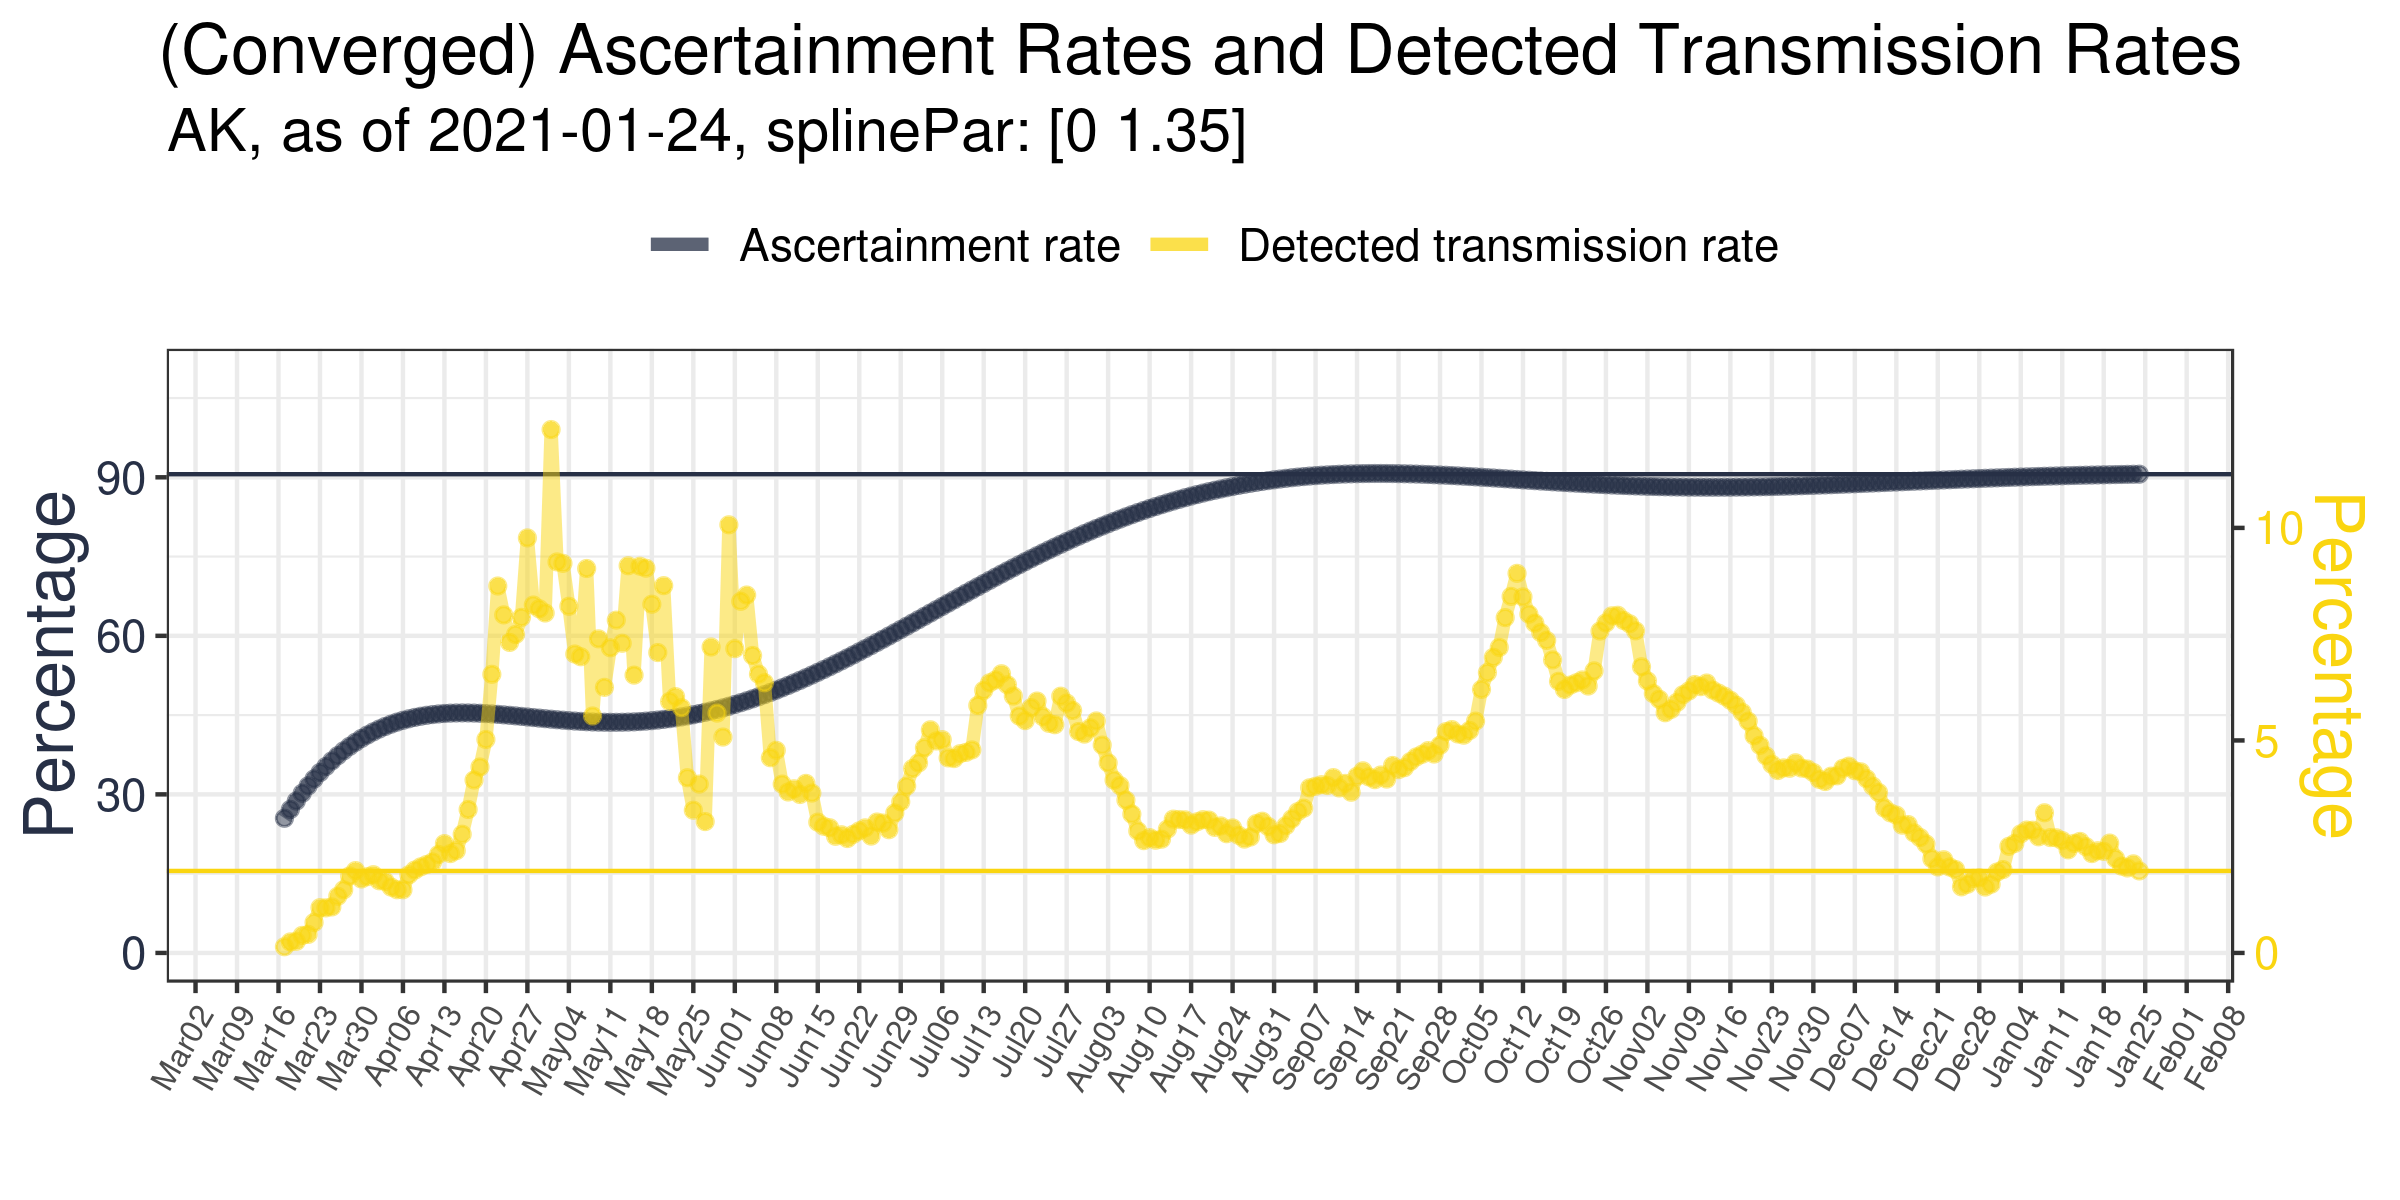 (Converged) Ascertainment Rates and Detected Transmission Rates
AK, as of 2021-01-24, splinePar: [0 1.35]
Ascertainment rate
Detected transmission rate
Percentage
90
60
30
0
10
5
0
Percentage
Mar02
Mar09
Mar16
Mar23
Mar30
Apr06
Apr13
Apr20
Apr27
May04
May11
May18
May25
Jun01
Jun08
Jun15
Jun22
Jun29
Jul06
Jul13
Jul20
Jul27
Aug03
Aug10
Aug17
Aug24
Aug31
Sep07
Sep14
Sep21
Sep28
Oct05
Oct12
Oct19
Oct26
Nov02
Nov09
Nov16
Nov23
Nov30
Dec07
Dec14
Dec21
Dec28
Jan04
Jan11
Jan18
Jan25
Feb01
Feb08